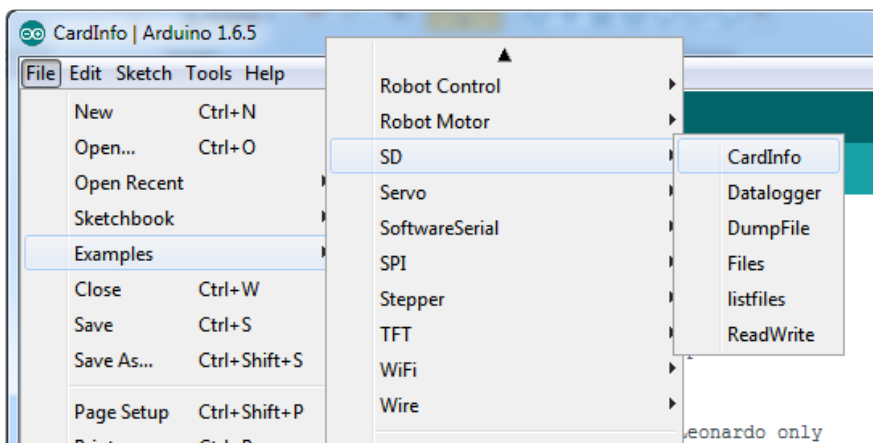 CardInfo | Arduino 1.6.5
File Edit Sketch Tools Help
New Ctrl+N
Open... Ctrl+O
Open Recent
Sketchbook
Examples
Close Ctrl+W
Save Ctrl+S
Save As... Ctrl+Shift+S
Page Setup Ctrl+Shift+P
Robot Control
Robot Motor
SD
Servo
SoftwareSerial
SPI
Stepper
TFT
WiFi
Wire
CardInfo
Datalogger
DumpFile
Files
listfiles
ReadWrite
only